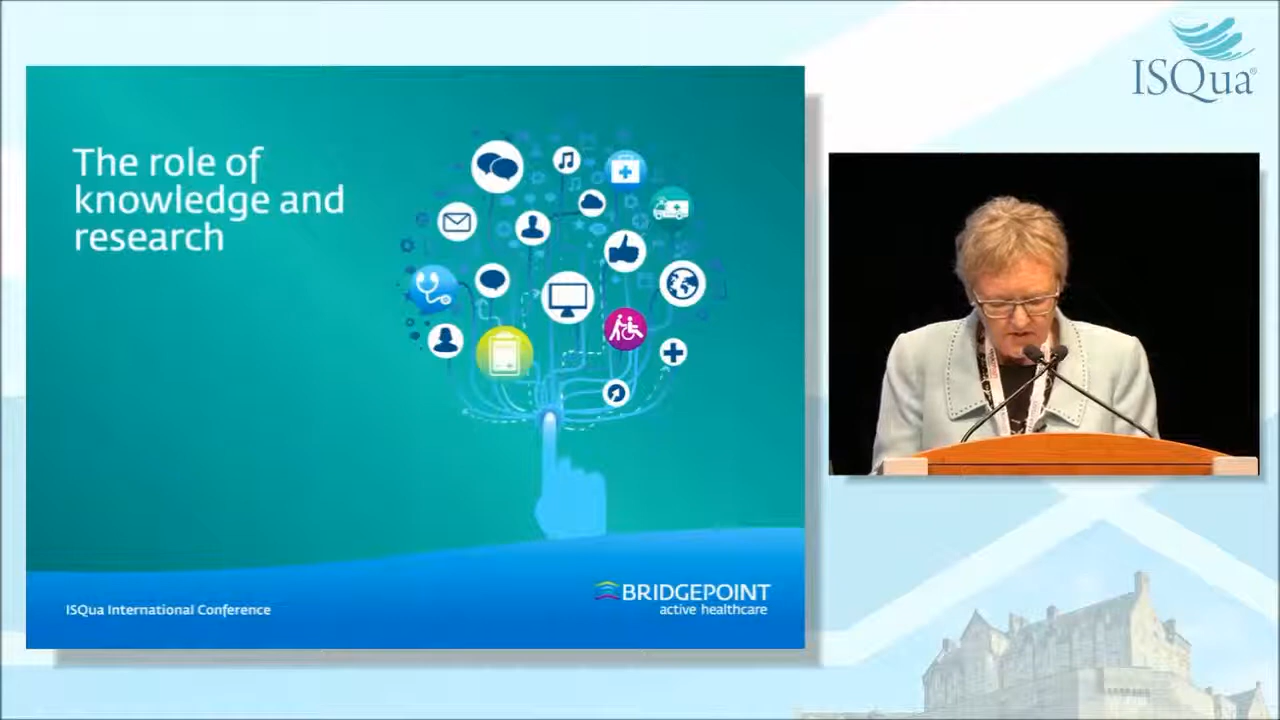 The role of
knowledge and
research
ISQua International Conference
BRIDGEPOINT
active healthcare
ISQua®